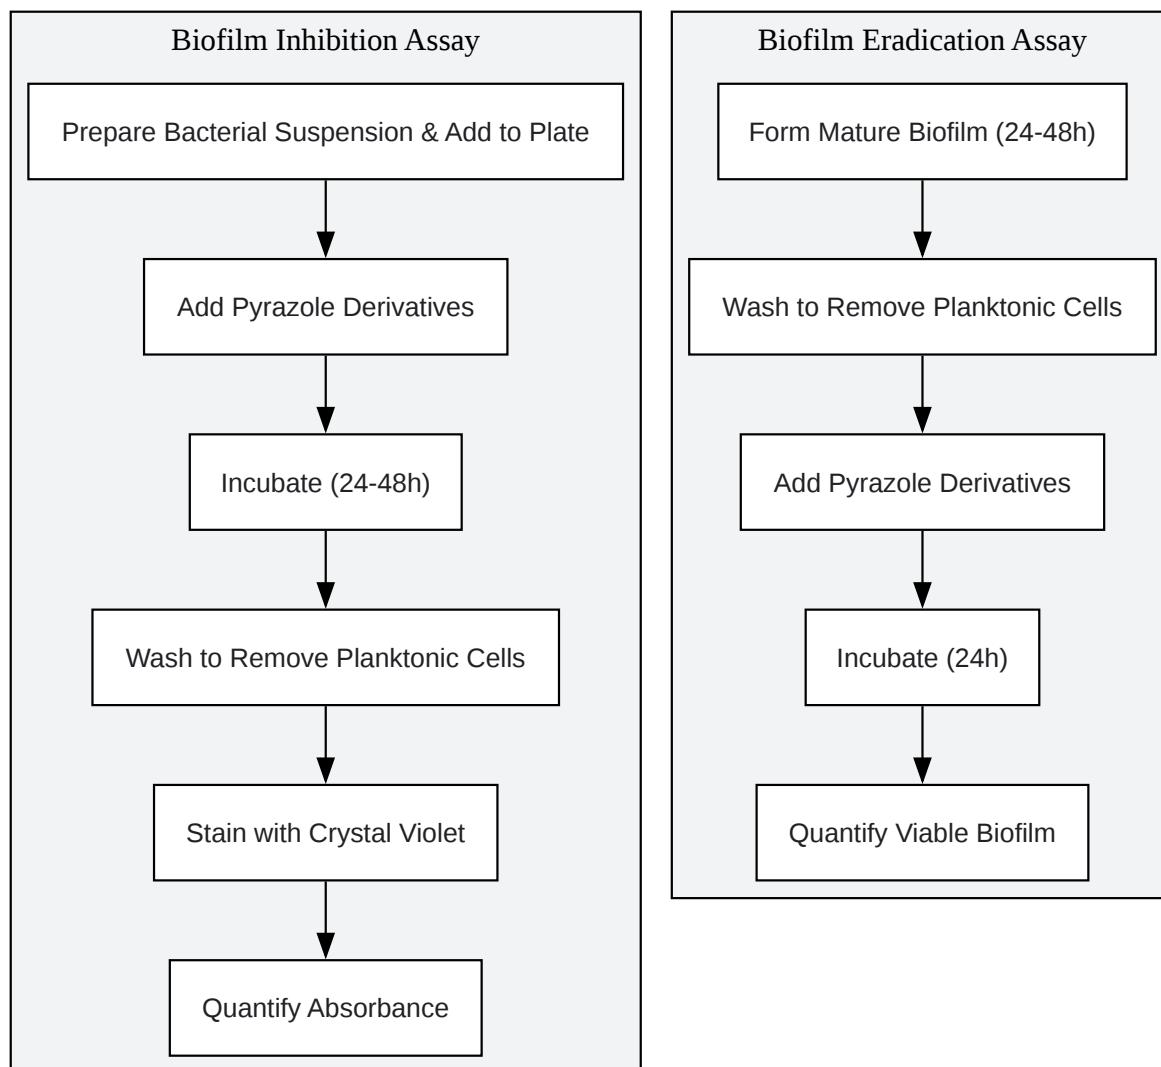 Biofilm Inhibition Assay
Prepare Bacterial Suspension & Add to Plate
Add Pyrazole Derivatives
Incubate (24-48h)
Wash to Remove Planktonic Cells
Stain with Crystal Violet
Quantify Absorbance
Biofilm Eradication Assay
Form Mature Biofilm (24-48h)
Wash to Remove Planktonic Cells
Add Pyrazole Derivatives
Incubate (24h)
Quantify Viable Biofilm